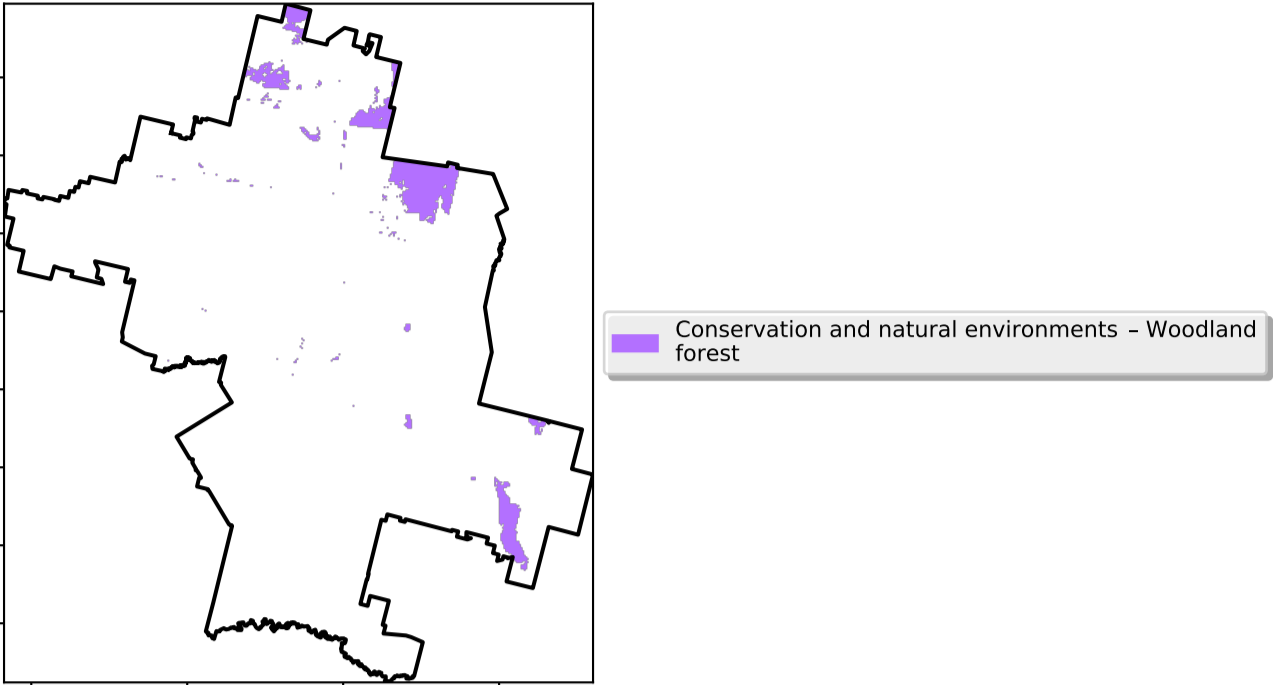 Conservation and natural environments – Woodland
forest